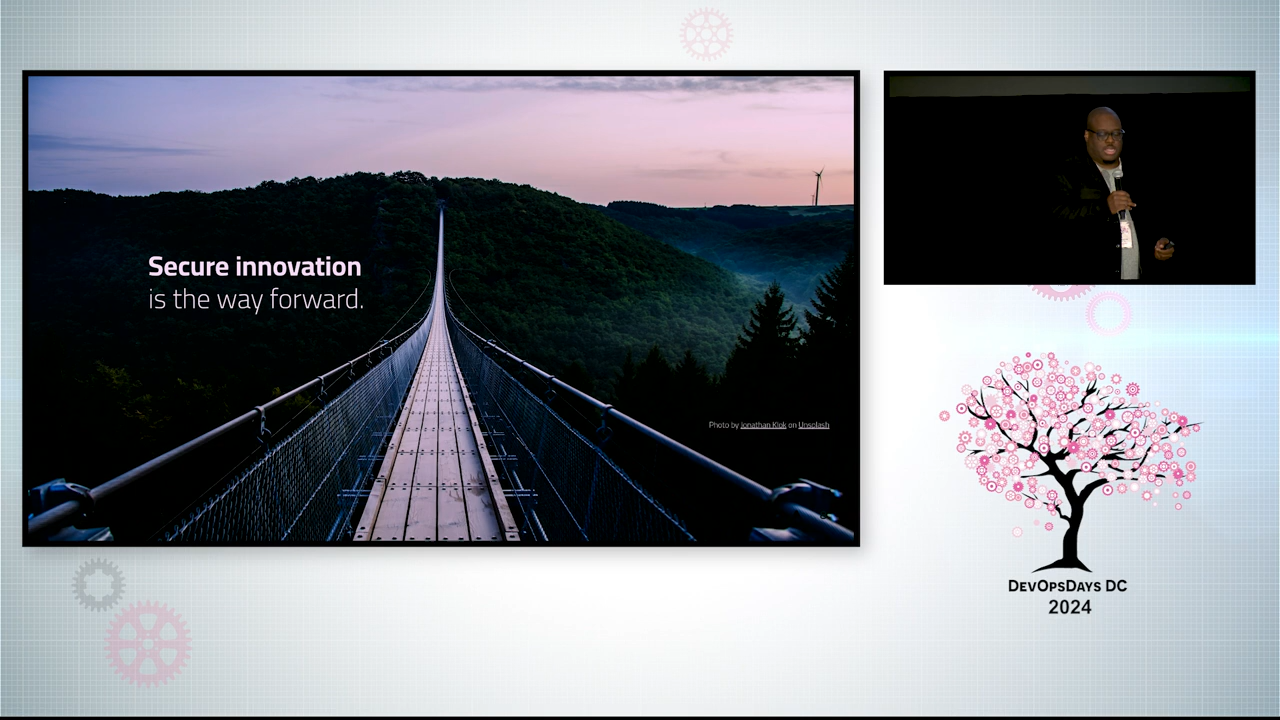 Secure innovation
is the way forward.
Photo by Jonathan Klok on Unsplash
DevOpsDays DC
2024